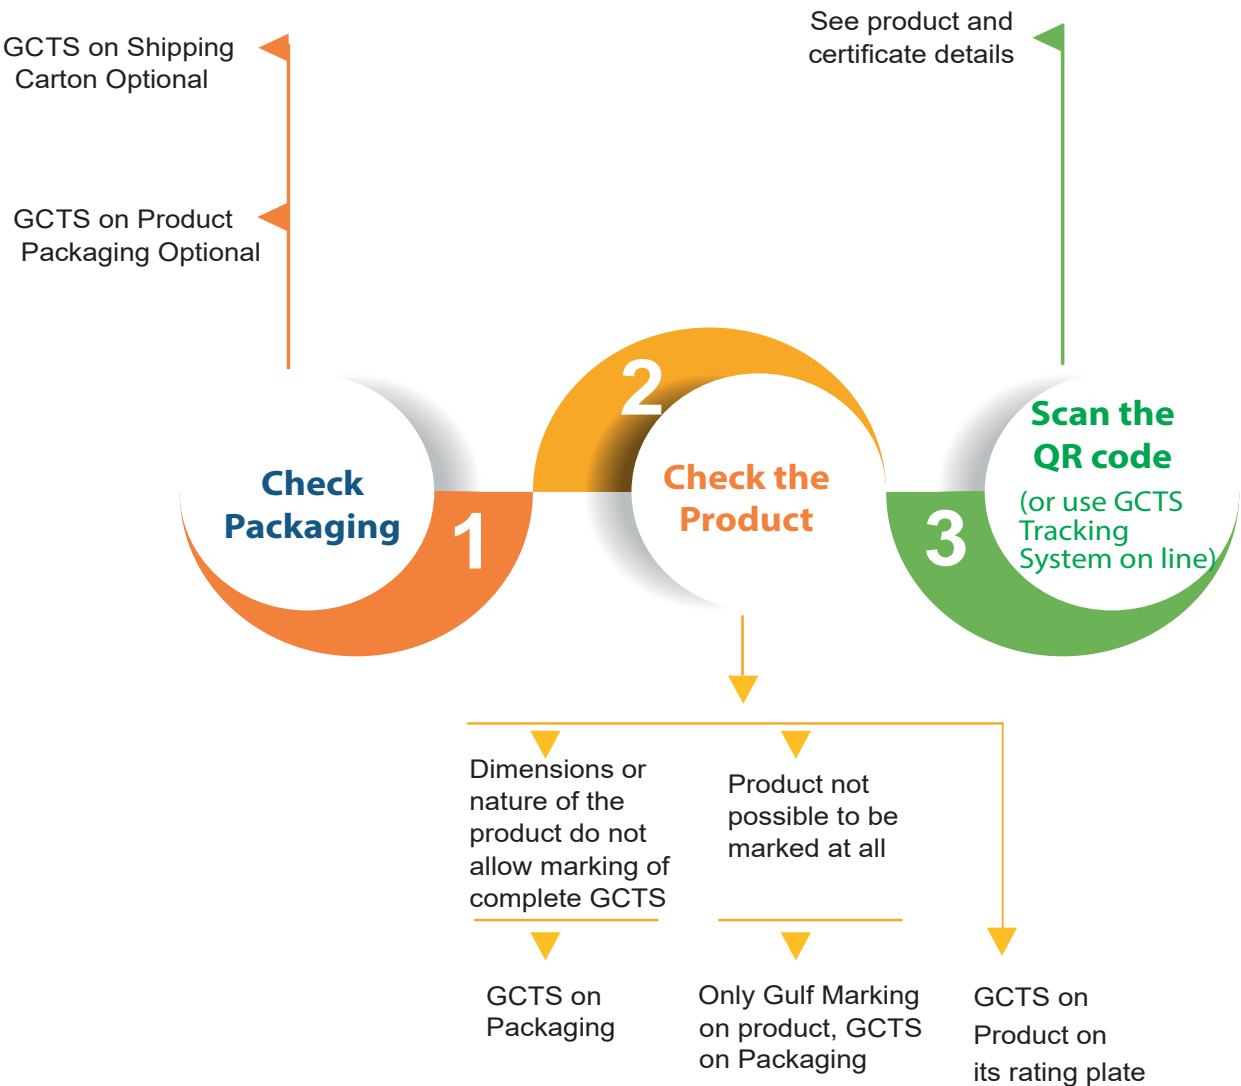 GCTS on Shipping
Carton Optional
GCTS on Product
Packaging Optional
See product and
certificate details
1
Check
Packaging
2
Check the
Product
3
Scan the
QR code
(or use GCTS
Tracking
System on line)
Dimensions or
nature of the
product do not
allow marking of
complete GCTS
GCTS on
Packaging
Product not
possible to be
marked at all
Only Gulf Marking
on product, GCTS
on Packaging
GCTS on
Product on
its rating plate